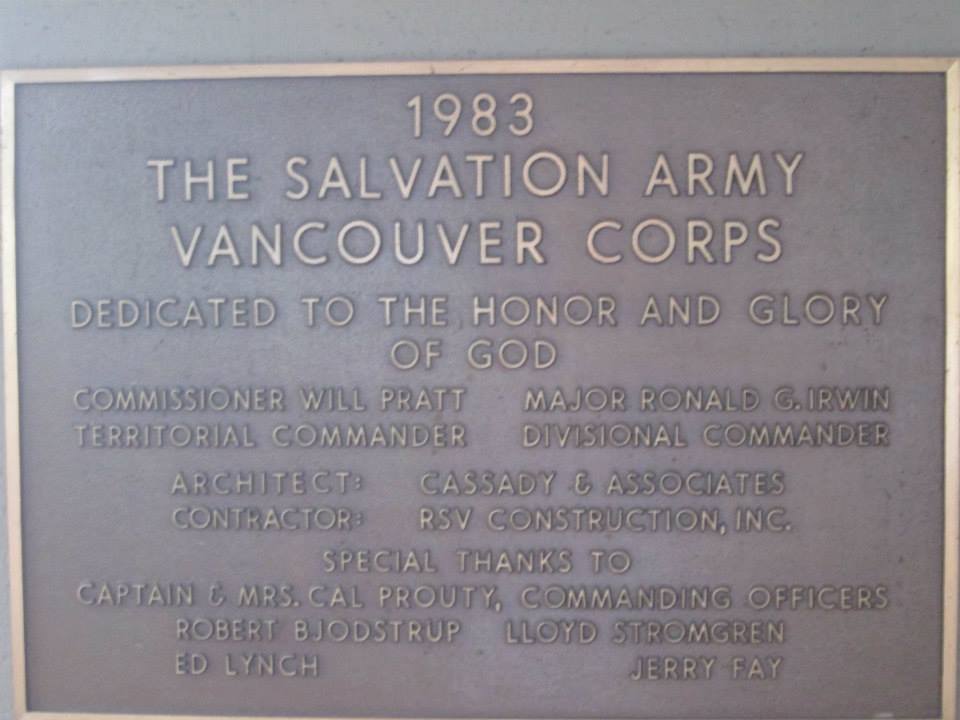 1983
THE SALVATION ARMY
VANCOUVER CORPS
DEDICATED TO THE HONOR AND GLORY
OF GOD
COMMISSIONER WILL PRATT MAJOR RONALD G. IRWIN
TERRITORIAL COMMANDER DIVISIONAL COMMANDER
ARCHITECT: CASSADY & ASSOCIATES
CONTRACTOR: RSV CONSTRUCTION, INC.
SPECIAL THANKS TO
CAPTAIN & MRS. CAL PROUTY, COMMANDING OFFICERS
ROBERT BJODSTRUP LLOYD STROMGREN
ED LYNCH JERRY FAY